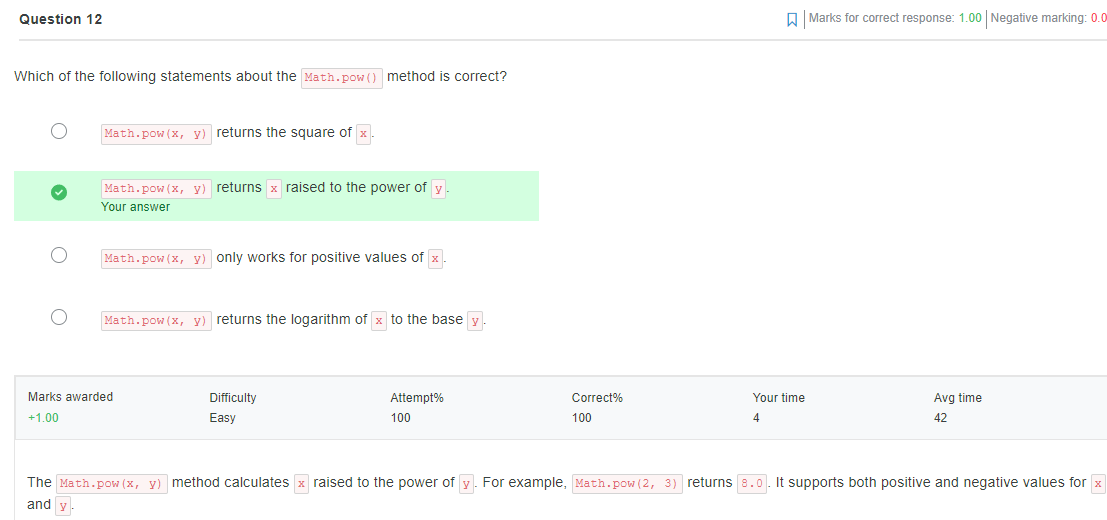 Question 12
Marks for correct response: 1.00 Negative marking: 0.0
Which of the following statements about the Math.pow() method is correct?
Math.pow(x, y) returns the square of x.
Math.pow(x, y) returns x raised to the power of y.
Your answer
Math.pow(x, y) only works for positive values of x.
Math.pow(x, y) returns the logarithm of x to the base y.
Marks awarded Difficulty Attempt% Correct% Your time Avg time
+1.00 Easy 100 100 4 42
The Math.pow(x, y) method calculates x raised to the power of y. For example, Math.pow(2, 3) returns 8.0. It supports both positive and negative values for x
and y.